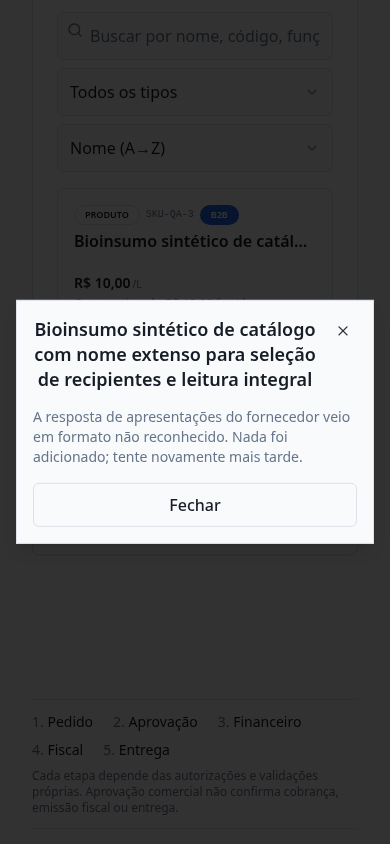 Buscar por nome, código, funç
Todos os tipos
Nome (A→Z)
PRODUTO SKU-QA-3 B2B
Bioinsumo sintético de catál...
R$ 10,00 /L
Bioinsumo sintético de catálogo
com nome extenso para seleção
de recipientes e leitura integral
A resposta de apresentações do fornecedor veio
em formato não reconhecido. Nada foi
adicionado; tente novamente mais tarde.
Fechar
1. Pedido 2. Aprovação 3. Financeiro
4. Fiscal 5. Entrega
Cada etapa depende das autorizações e validações
próprias. Aprovação comercial não confirma cobrança,
emissão fiscal ou entrega.